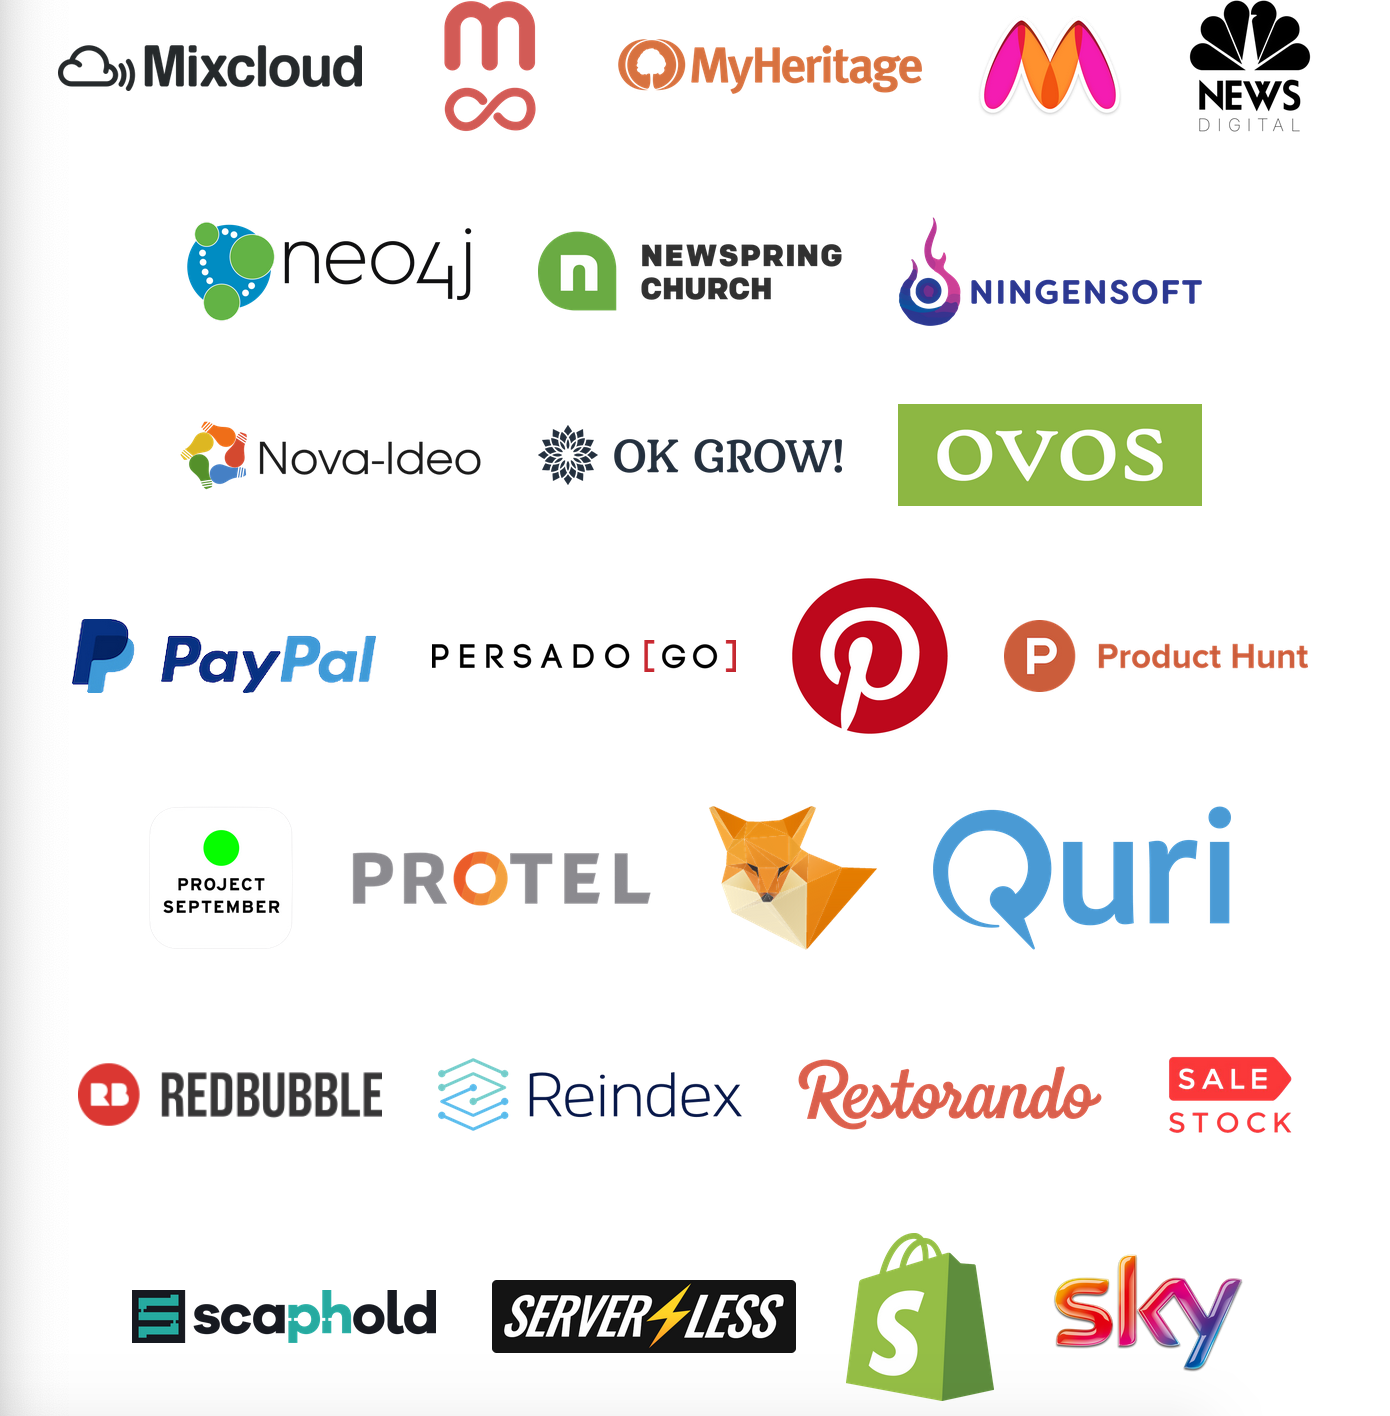 Mixcloud
m
MyHeritage
NEWS
DIGITAL
neo4j
n
NEWSPRING
CHURCH
NINGENSOFT
Nova-Ideo
OK GROW!
OVOS
P PayPal
PERSADO [GO]
P
P Product Hunt
PROJECT
SEPTEMBER
PROTEL
Quri
RB REDBUBBLE
Reindex
Restorando
SALE
STOCK
scaphold
SERVERLESS
S
sky